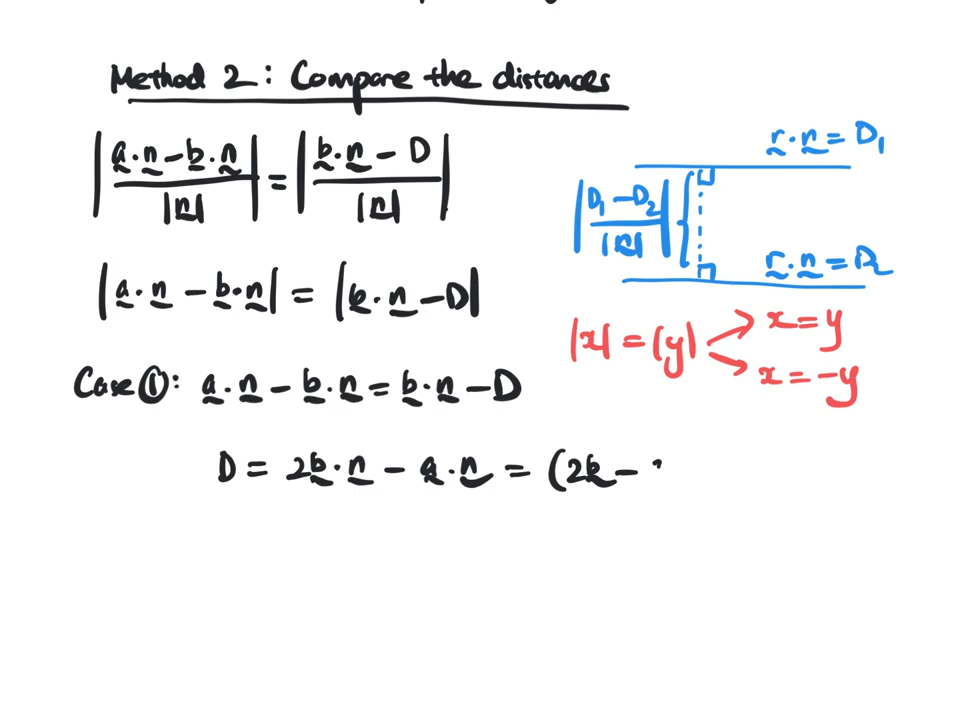 Method 2: Compare the distances
|(a·n − b·n)/|n|| = |(b·n − D)/|n||
r·n = D₁
|(D₁ − D₂)/|n||
r·n = D₂
|a·n − b·n| = |b·n − D|
|x| = |y|
x = y
x = −y
Case ①: a·n − b·n = b·n − D
D = 2b·n − a·n = (2b −